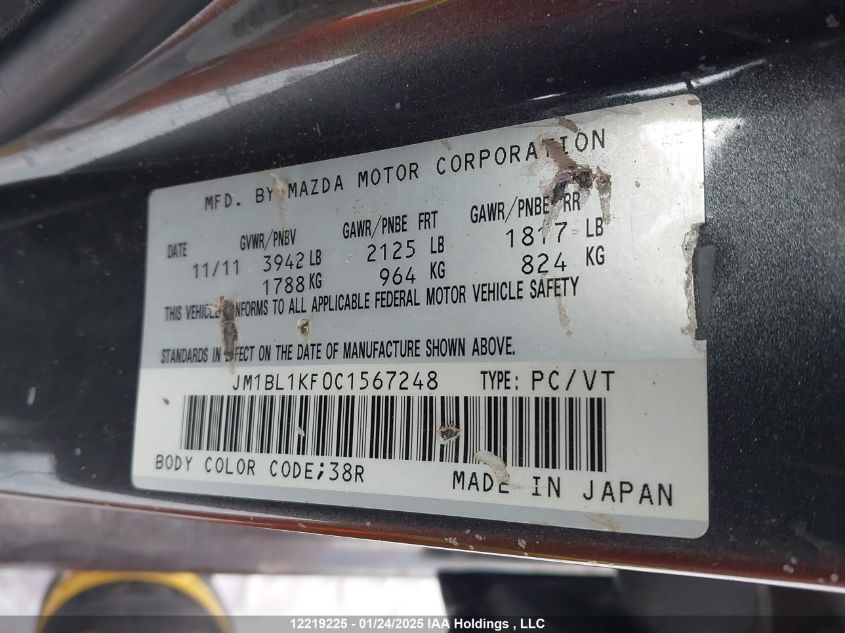 MFD. BY MAZDA MOTOR CORPORATION
DATE GVWR/PNBV GAWR/PNBE FRT GAWR/PNBE RR
11/11 3942 LB 2125 LB 1817 LB
1788 KG 964 KG 824 KG
THIS VEHICLE CONFORMS TO ALL APPLICABLE FEDERAL MOTOR VEHICLE SAFETY
STANDARDS IN EFFECT ON THE DATE OF MANUFACTURE SHOWN ABOVE.
JM1BL1KF0C1567248 TYPE: PC/VT
BODY COLOR CODE;38R MADE IN JAPAN
12219225 - 01/24/2025 IAA Holdings , LLC